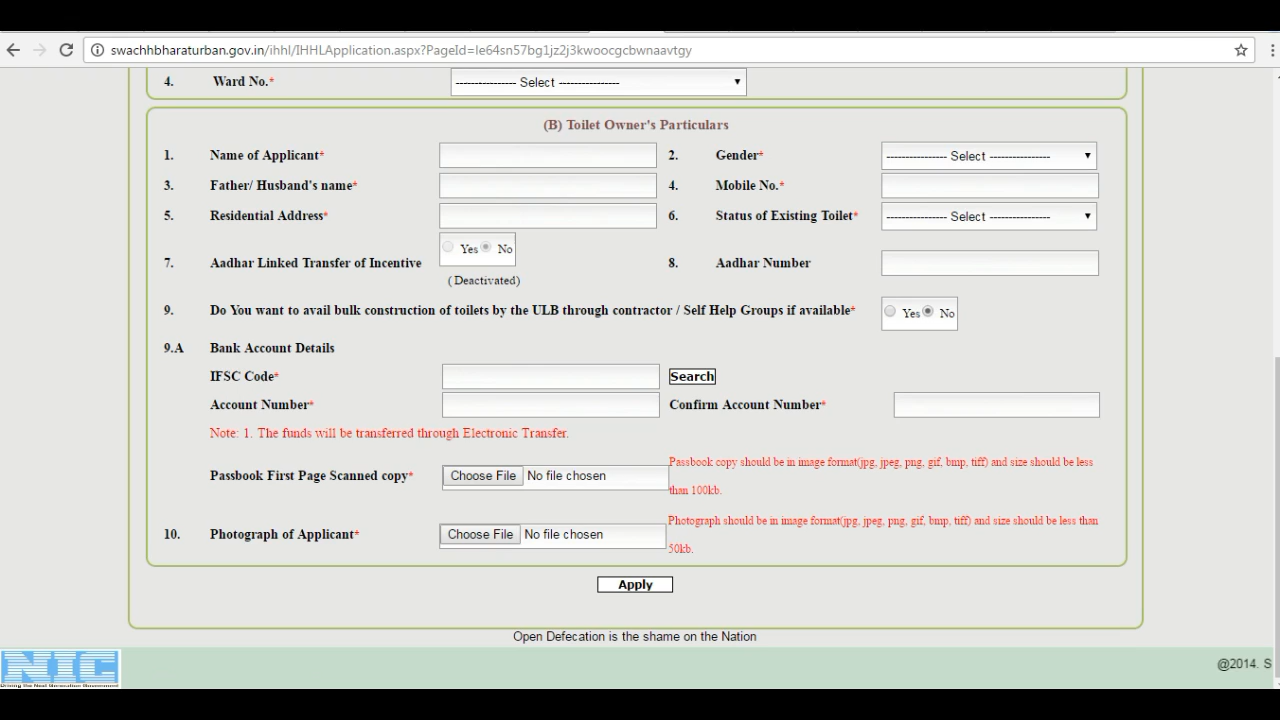 swachhbharaturban.gov.in/ihhl/IHHLApplication.aspx?PageId=le64sn57bg1jz2j3kwoocgcbwnaavtgy
4. Ward No.* ---------------- Select ----------------
(B) Toilet Owner's Particulars
1. Name of Applicant* 2. Gender* ---------------- Select ----------------
3. Father/ Husband's name* 4. Mobile No.*
5. Residential Address* 6. Status of Existing Toilet* ---------------- Select ----------------
7. Aadhar Linked Transfer of Incentive Yes No 8. Aadhar Number
( Deactivated)
9. Do You want to avail bulk construction of toilets by the ULB through contractor / Self Help Groups if available* Yes No
9.A Bank Account Details
IFSC Code* Search
Account Number* Confirm Account Number*
Note: 1. The funds will be transferred through Electronic Transfer.
Passbook First Page Scanned copy* Choose File No file chosen Passbook copy should be in image format(jpg, jpeg, png, gif, bmp, tiff) and size should be less
than 100kb.
10. Photograph of Applicant* Choose File No file chosen Photograph should be in image format(jpg, jpeg, png, gif, bmp, tiff) and size should be less than
50kb.
Apply
Open Defecation is the shame on the Nation
NIC
Driving the Next Generation Government
@2014. S